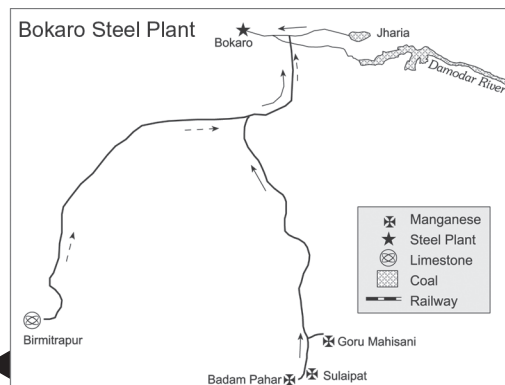 Bokaro Steel Plant
Bokaro
Jharia
Damodar River
Manganese
Steel Plant
Limestone
Coal
Railway
Birmitrapur
Goru Mahisani
Badam Pahar
Sulaipat